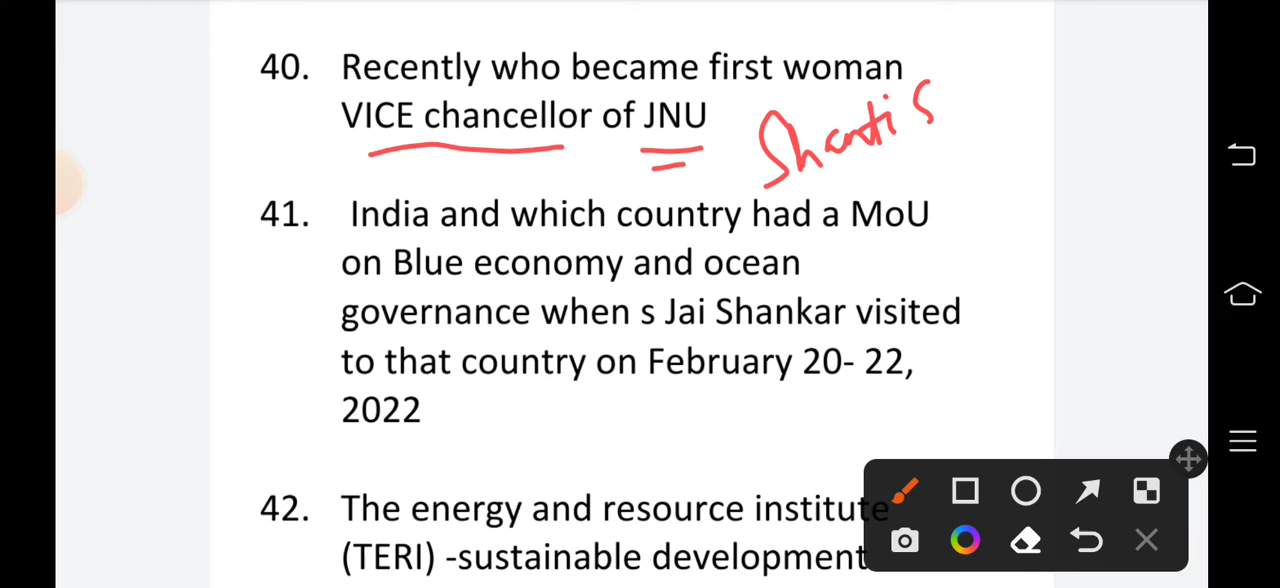 40. Recently who became first woman
VICE chancellor of JNU
Shanti S
41. India and which country had a MoU
on Blue economy and ocean
governance when s Jai Shankar visited
to that country on February 20- 22,
2022
42. The energy and resource institute
(TERI) -sustainable development